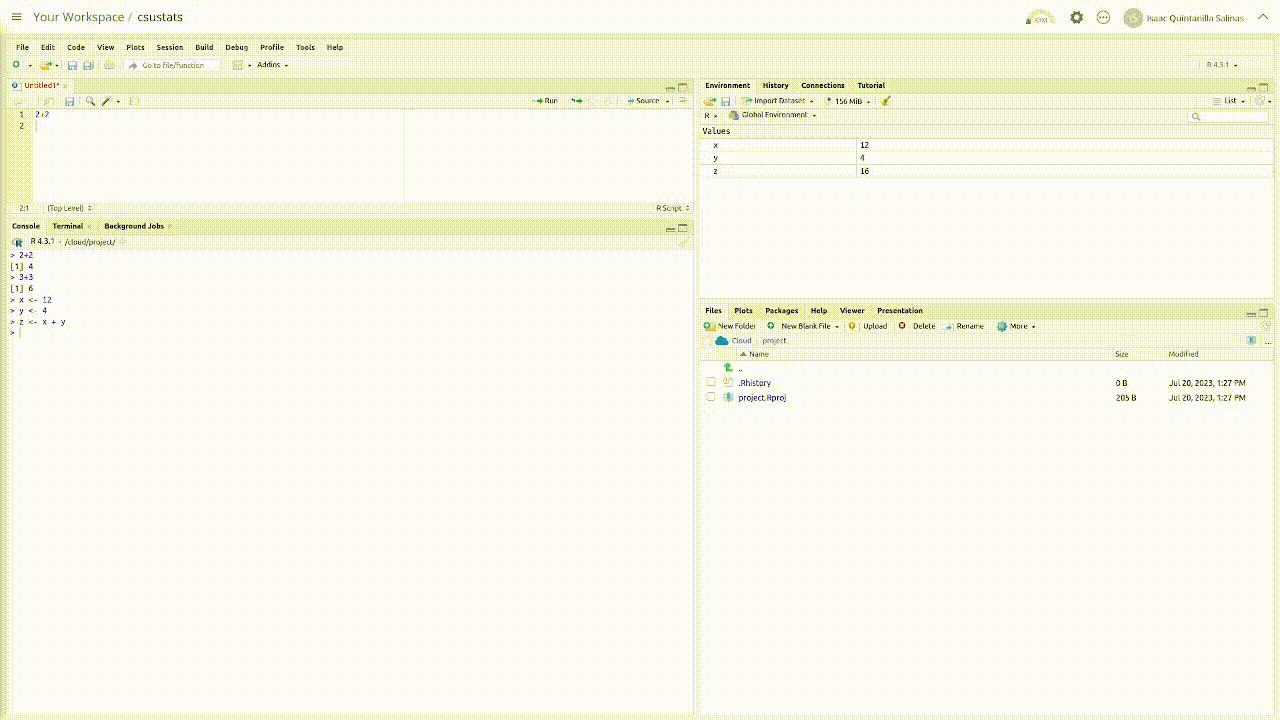 Your Workspace / csustats
RAM
IS Isaac Quintanilla Salinas
File Edit Code View Plots Session Build Debug Profile Tools Help
Go to file/function Addins
R 4.3.1
Untitled1*
Run Source
1 2+2
2
2:1 (Top Level) R Script
Console Terminal Background Jobs
R 4.3.1 · /cloud/project/
> 2+2
[1] 4
> 3+3
[1] 6
> x <- 12
> y <- 4
> z <- x + y
>
Environment History Connections Tutorial
Import Dataset 156 MiB List
R Global Environment
Values
x 12
y 4
z 16
Files Plots Packages Help Viewer Presentation
New Folder New Blank File Upload Delete Rename More
Cloud project
Name Size Modified
..
.Rhistory 0 B Jul 20, 2023, 1:27 PM
project.Rproj 205 B Jul 20, 2023, 1:27 PM